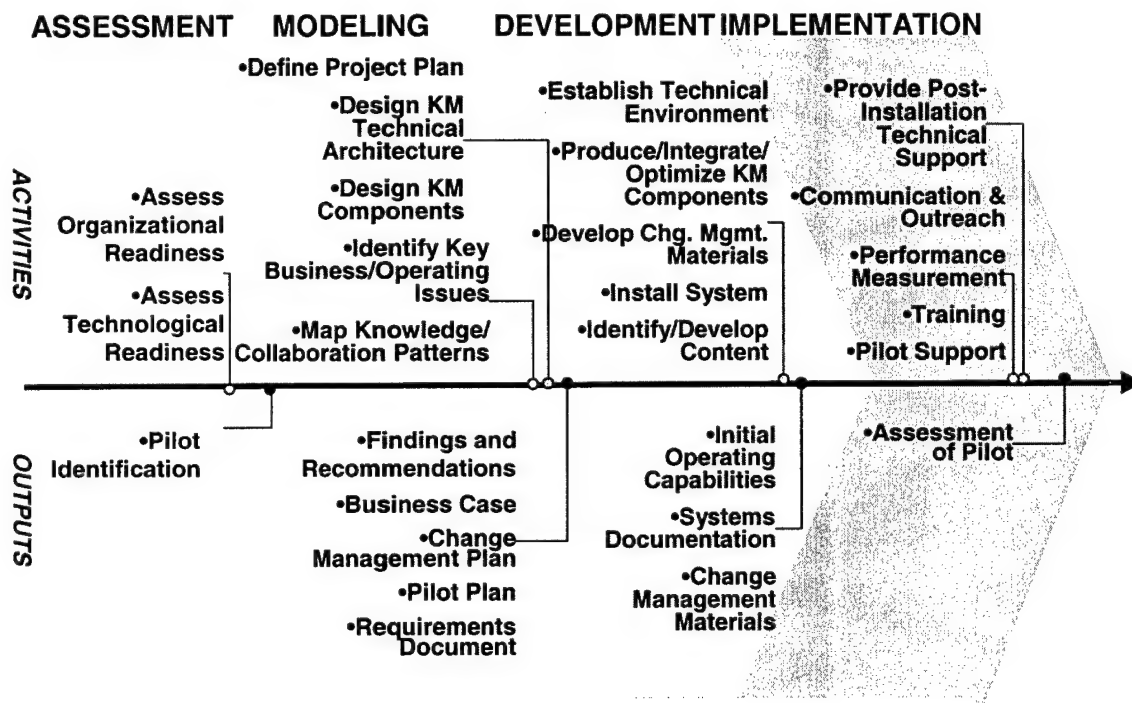 ASSESSMENT MODELING DEVELOPMENT IMPLEMENTATION
ACTIVITIES
•Assess
Organizational
Readiness
•Assess
Technological
Readiness
•Define Project Plan
•Design KM
Technical
Architecture
•Design KM
Components
•Identify Key
Business/Operating
Issues
•Map Knowledge/
Collaboration Patterns
•Establish Technical
Environment
•Produce/Integrate/
Optimize KM
Components
•Develop Chg. Mgmt.
Materials
•Install System
•Identify/Develop
Content
•Provide Post-
Installation
Technical
Support
•Communication &
Outreach
•Performance
Measurement
•Training
•Pilot Support
OUTPUTS
•Pilot
Identification
•Findings and
Recommendations
•Business Case
•Change
Management Plan
•Pilot Plan
•Requirements
Document
•Initial
Operating
Capabilities
•Systems
Documentation
•Change
Management
Materials
•Assessment
of Pilot